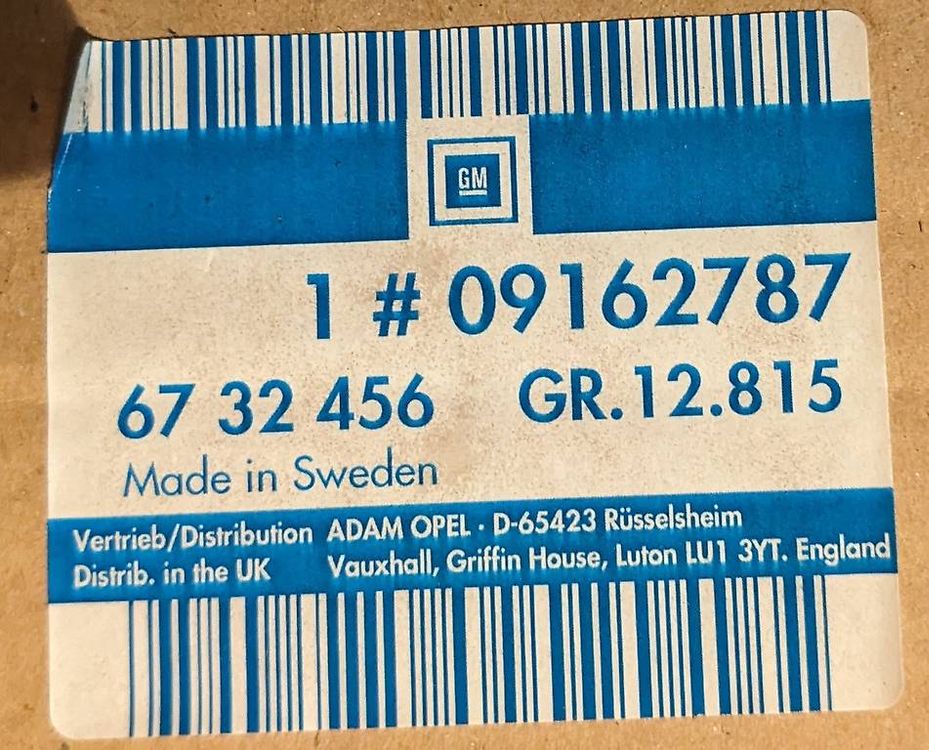 GM
1 # 09162787
67 32 456 GR.12.815
Made in Sweden
Vertrieb/Distribution ADAM OPEL · D-65423 Rüsselsheim
Distrib. in the UK Vauxhall, Griffin House, Luton LU1 3YT. England